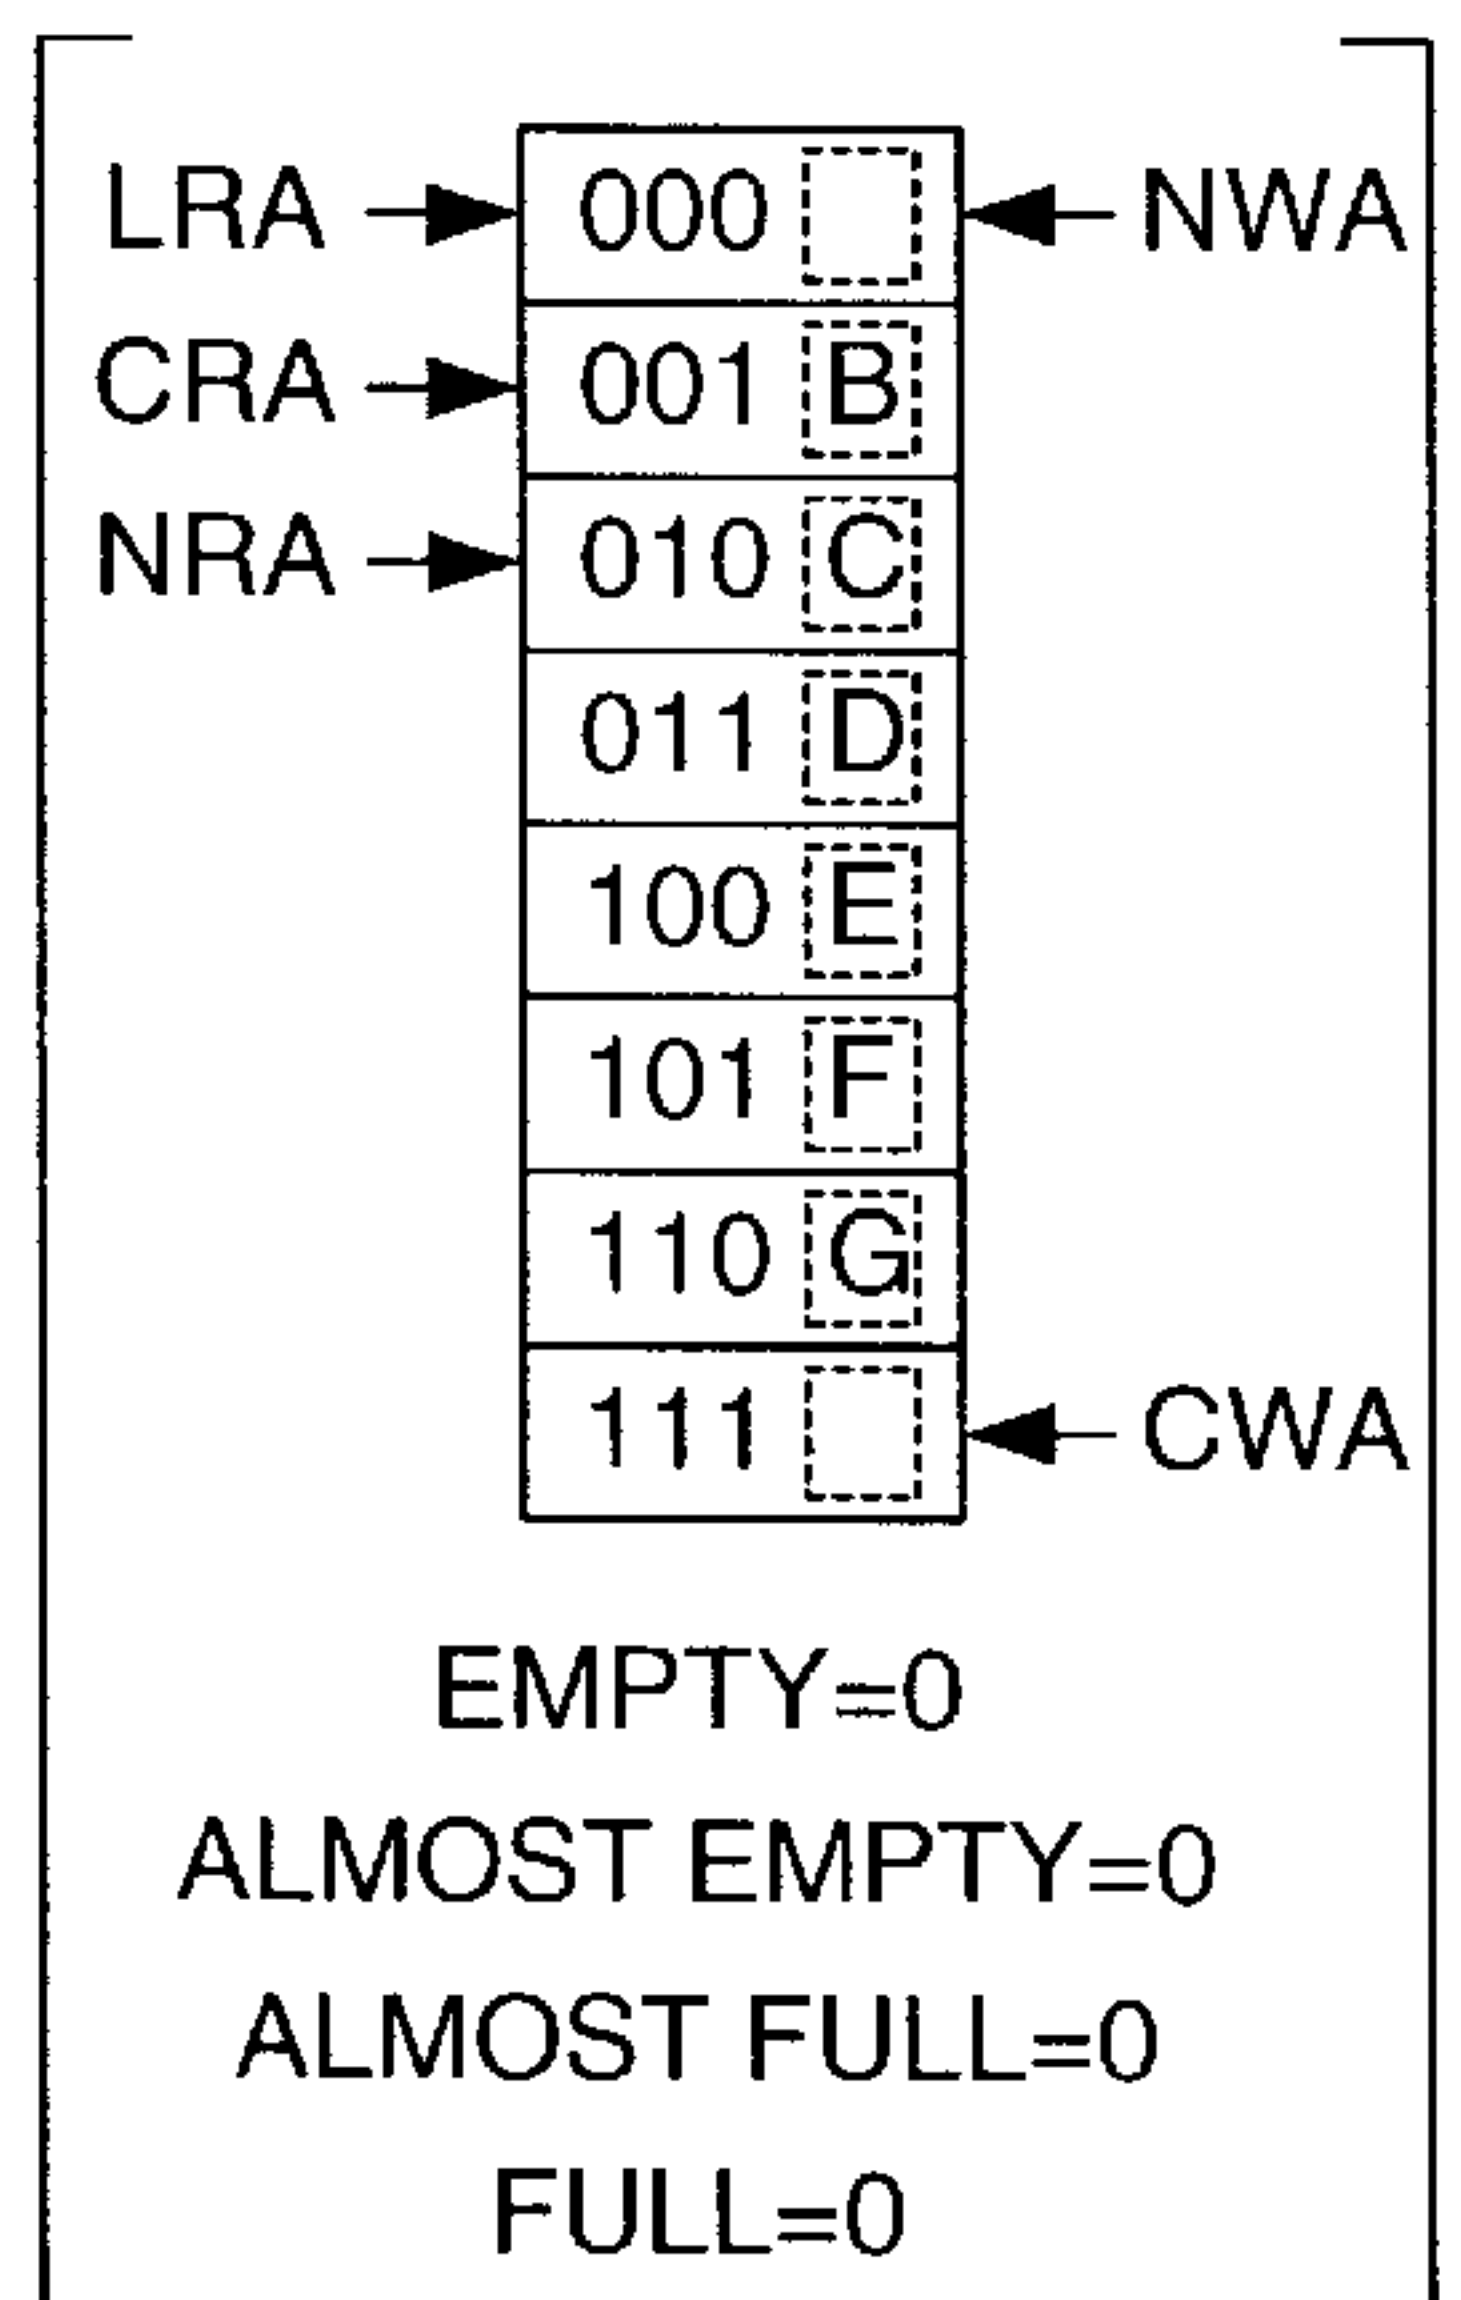 LRA 000 NWA
CRA 001 B
NRA 010 C
011 D
100 E
101 F
110 G
111 CWA
EMPTY=0
ALMOST EMPTY=0
ALMOST FULL=0
FULL=0